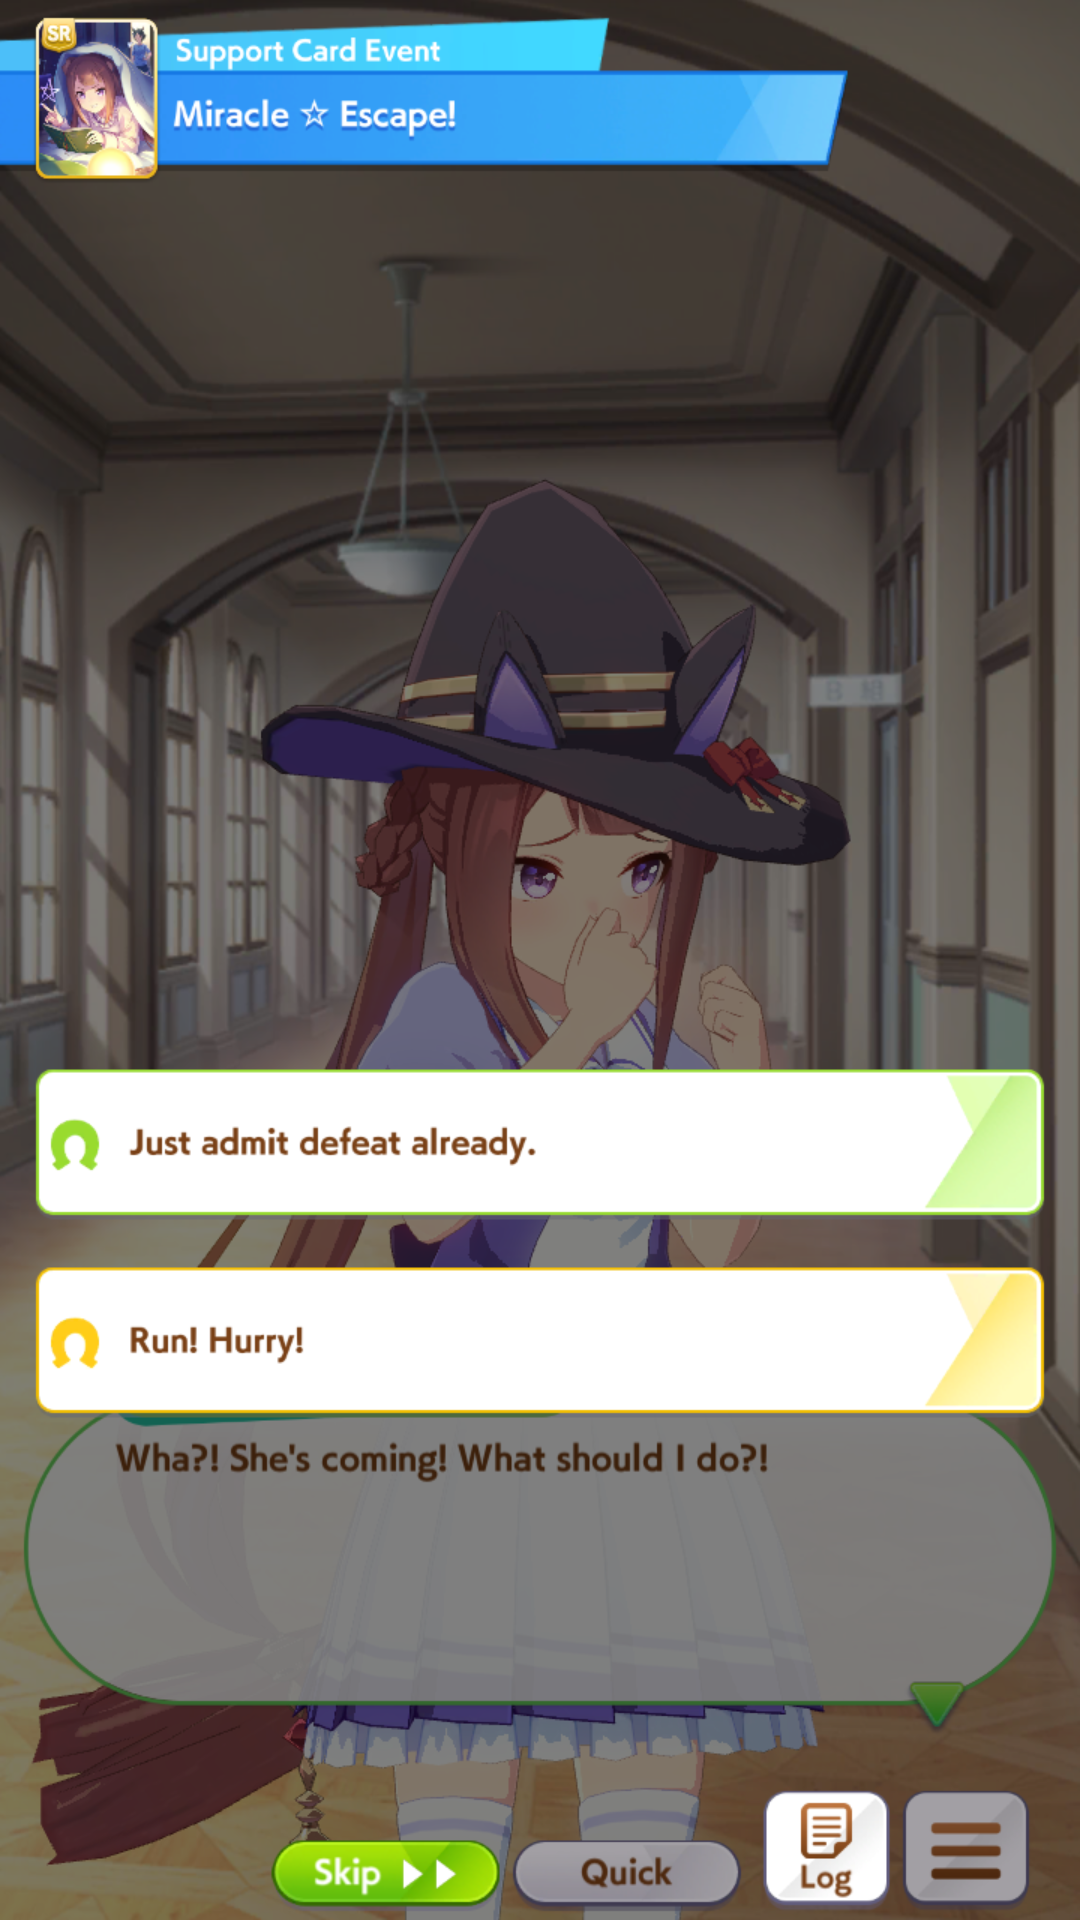 SR
Support Card Event
Miracle ☆ Escape!
Just admit defeat already.
Run! Hurry!
Wha?! She's coming! What should I do?!
Skip
Quick
Log